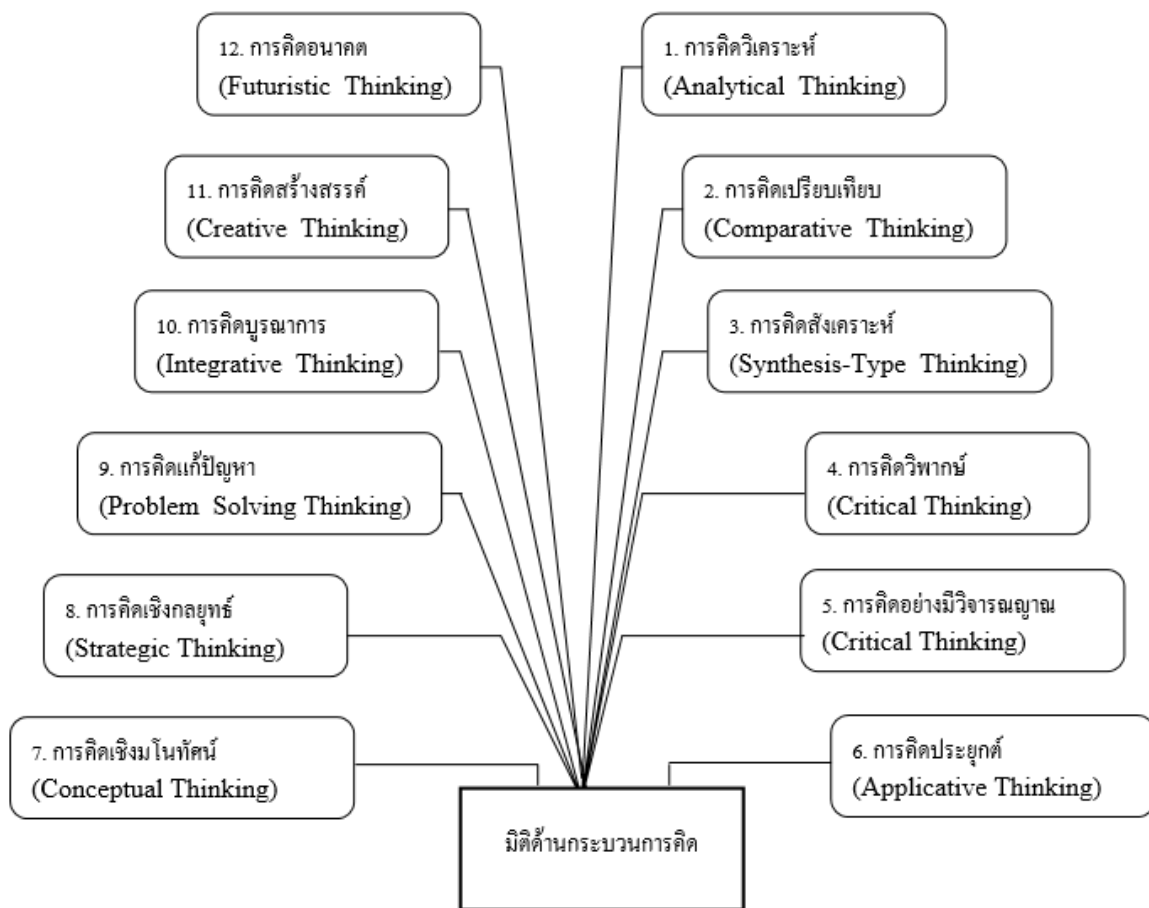 12. การคิดอนาคต
(Futuristic Thinking)
1. การคิดวิเคราะห์
(Analytical Thinking)
11. การคิดสร้างสรรค์
(Creative Thinking)
2. การคิดเปรียบเทียบ
(Comparative Thinking)
10. การคิดบูรณาการ
(Integrative Thinking)
3. การคิดสังเคราะห์
(Synthesis-Type Thinking)
9. การคิดแก้ปัญหา
(Problem Solving Thinking)
4. การคิดวิพากษ์
(Critical Thinking)
8. การคิดเชิงกลยุทธ์
(Strategic Thinking)
5. การคิดอย่างมีวิจารณญาณ
(Critical Thinking)
7. การคิดเชิงมโนทัศน์
(Conceptual Thinking)
6. การคิดประยุกต์
(Applicative Thinking)
มิติด้านกระบวนการคิด